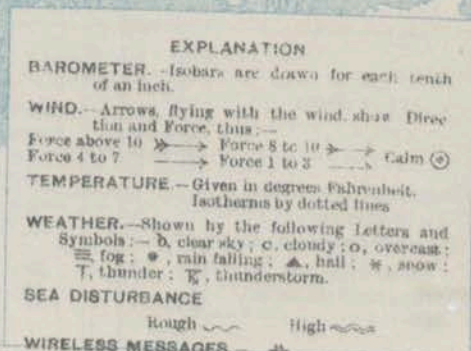 EXPLANATION
BAROMETER.—Isobars are drawn for each tenth
of an inch.
WIND.—Arrows, flying with the wind, show Direc
tion and Force, thus;—
Force above 10 Force 8 to 10
Force 4 to 7 Force 1 to 3 Calm
TEMPERATURE.—Given in degrees Fahrenheit.
Isotherms by dotted lines
WEATHER.—Shown by the following Letters and
Symbols:—b, clear sky; c, cloudy; o, overcast;
fog; rain falling; ▲, hail; ✶, snow;
T, thunder; thunderstorm.
SEA DISTURBANCE
Rough High
WIRELESS MESSAGES—